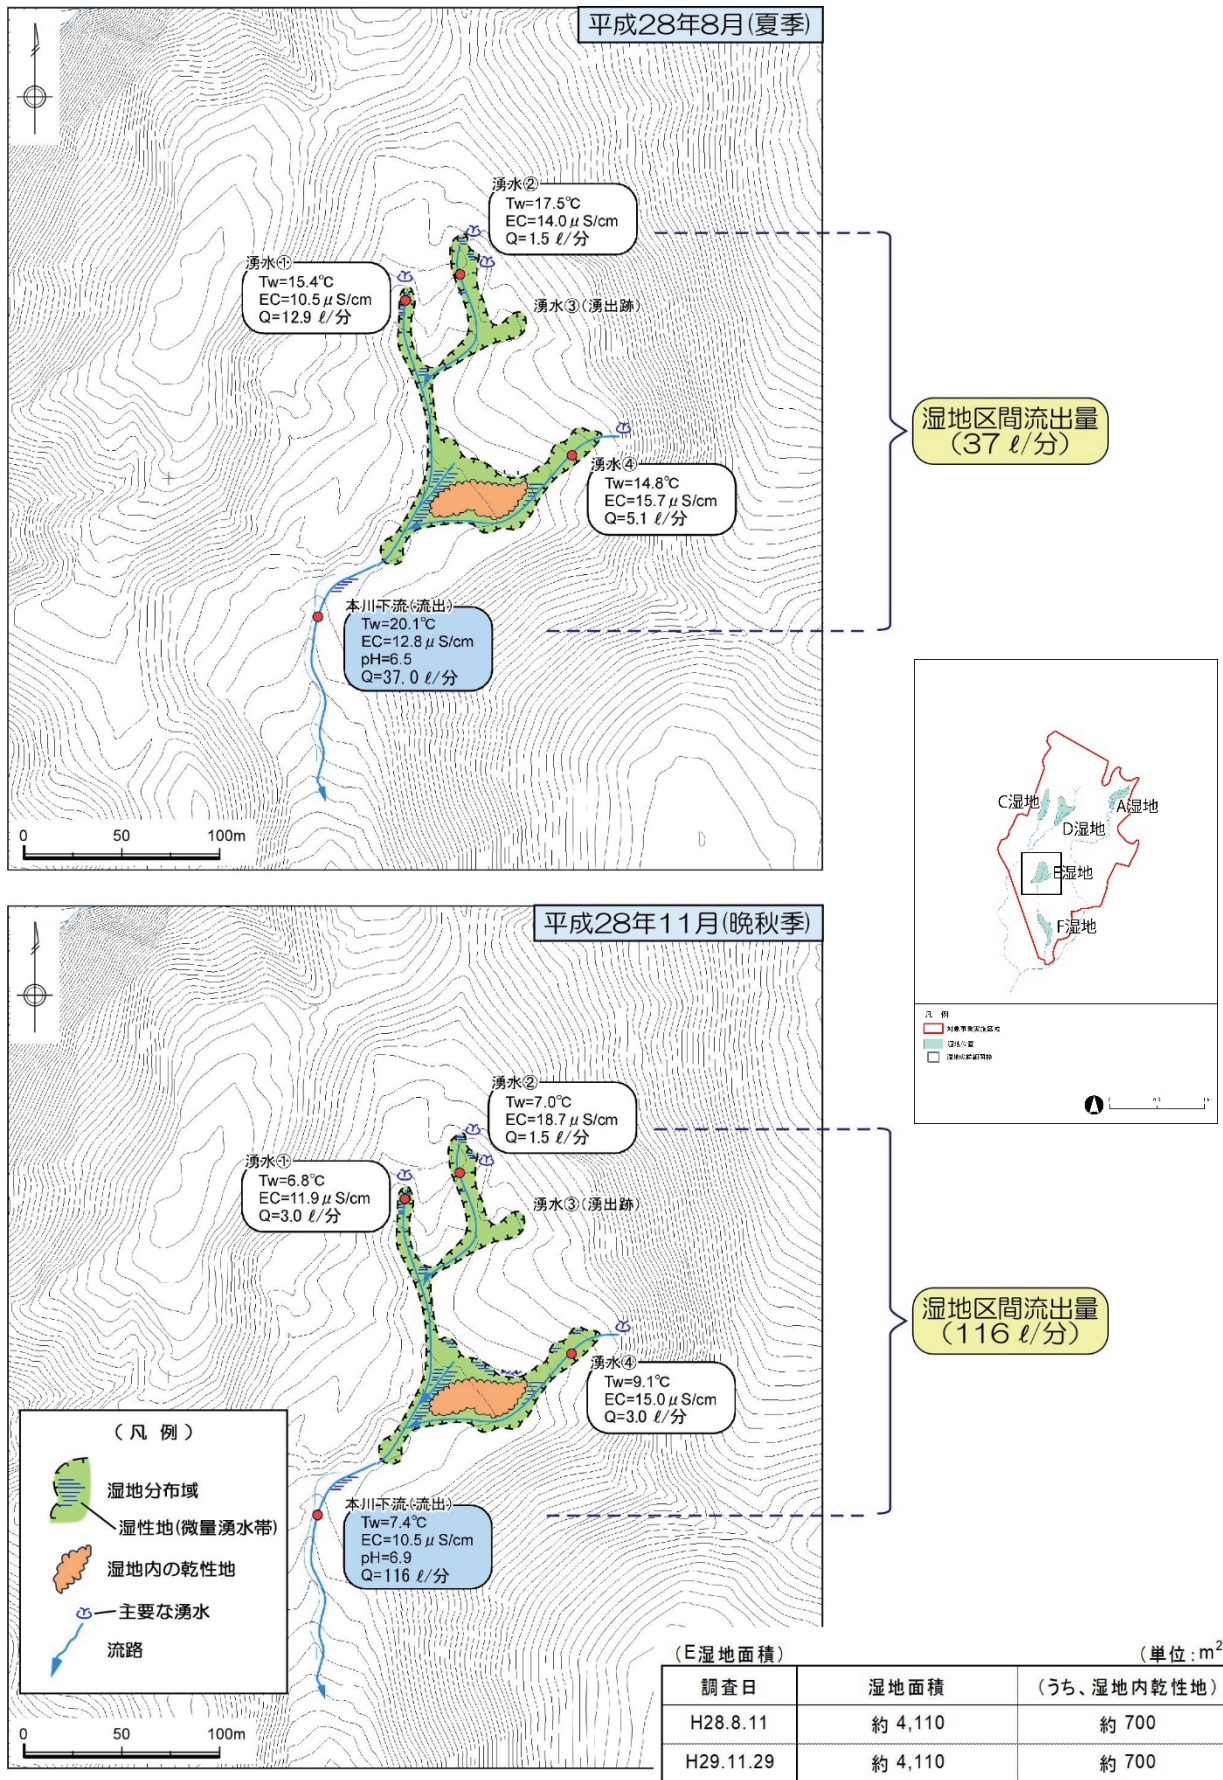 平成28年8月(夏季)
湧水②
Tw=17.5℃
EC=14.0μS/cm
Q=1.5 ℓ/分
湧水①
Tw=15.4℃
EC=10.5μS/cm
Q=12.9 ℓ/分
湧水③(湧出跡)
湧水④
Tw=14.8℃
EC=15.7μS/cm
Q=5.1 ℓ/分
本川下流(流出)
Tw=20.1℃
EC=12.8μS/cm
pH=6.5
Q=37.0 ℓ/分
0 50 100m
湿地区間流出量
(37 ℓ/分)
C湿地
A湿地
D湿地
E湿地
F湿地
凡 例
対象事業実施区域
湿地位置
平成28年11月(晩秋季)
湧水②
Tw=7.0℃
EC=18.7μS/cm
Q=1.5 ℓ/分
湧水①
Tw=6.8℃
EC=11.9μS/cm
Q=3.0 ℓ/分
湧水③(湧出跡)
湧水④
Tw=9.1℃
EC=15.0μS/cm
Q=3.0 ℓ/分
本川下流(流出)
Tw=7.4℃
EC=10.5μS/cm
pH=6.9
Q=116 ℓ/分
湿地区間流出量
(116 ℓ/分)
(凡 例)
湿地分布域
湿性地(微量湧水帯)
湿地内の乾性地
主要な湧水
流路
0 50 100m
(E湿地面積) (単位:m²)
調査日 湿地面積 (うち、湿地内乾性地)
H28.8.11 約 4,110 約 700
H29.11.29 約 4,110 約 700